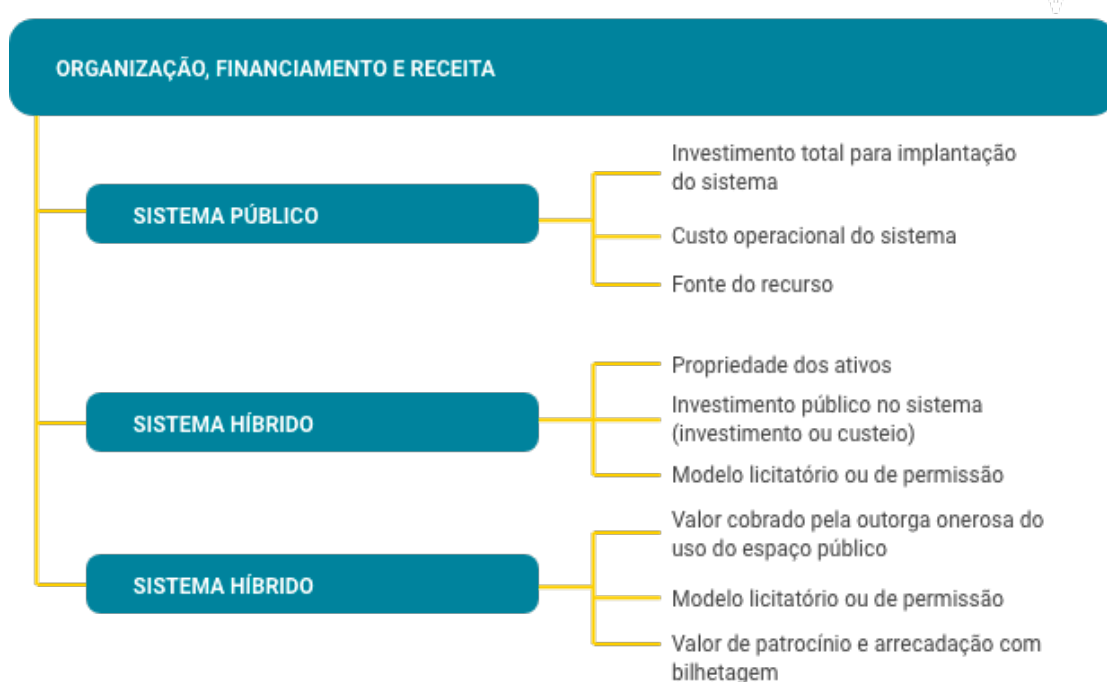 ORGANIZAÇÃO, FINANCIAMENTO E RECEITA
SISTEMA PÚBLICO
Investimento total para implantação
do sistema
Custo operacional do sistema
Fonte do recurso
SISTEMA HÍBRIDO
Propriedade dos ativos
Investimento público no sistema
(investimento ou custeio)
Modelo licitatório ou de permissão
SISTEMA HÍBRIDO
Valor cobrado pela outorga onerosa do
uso do espaço público
Modelo licitatório ou de permissão
Valor de patrocínio e arrecadação com
bilhetagem